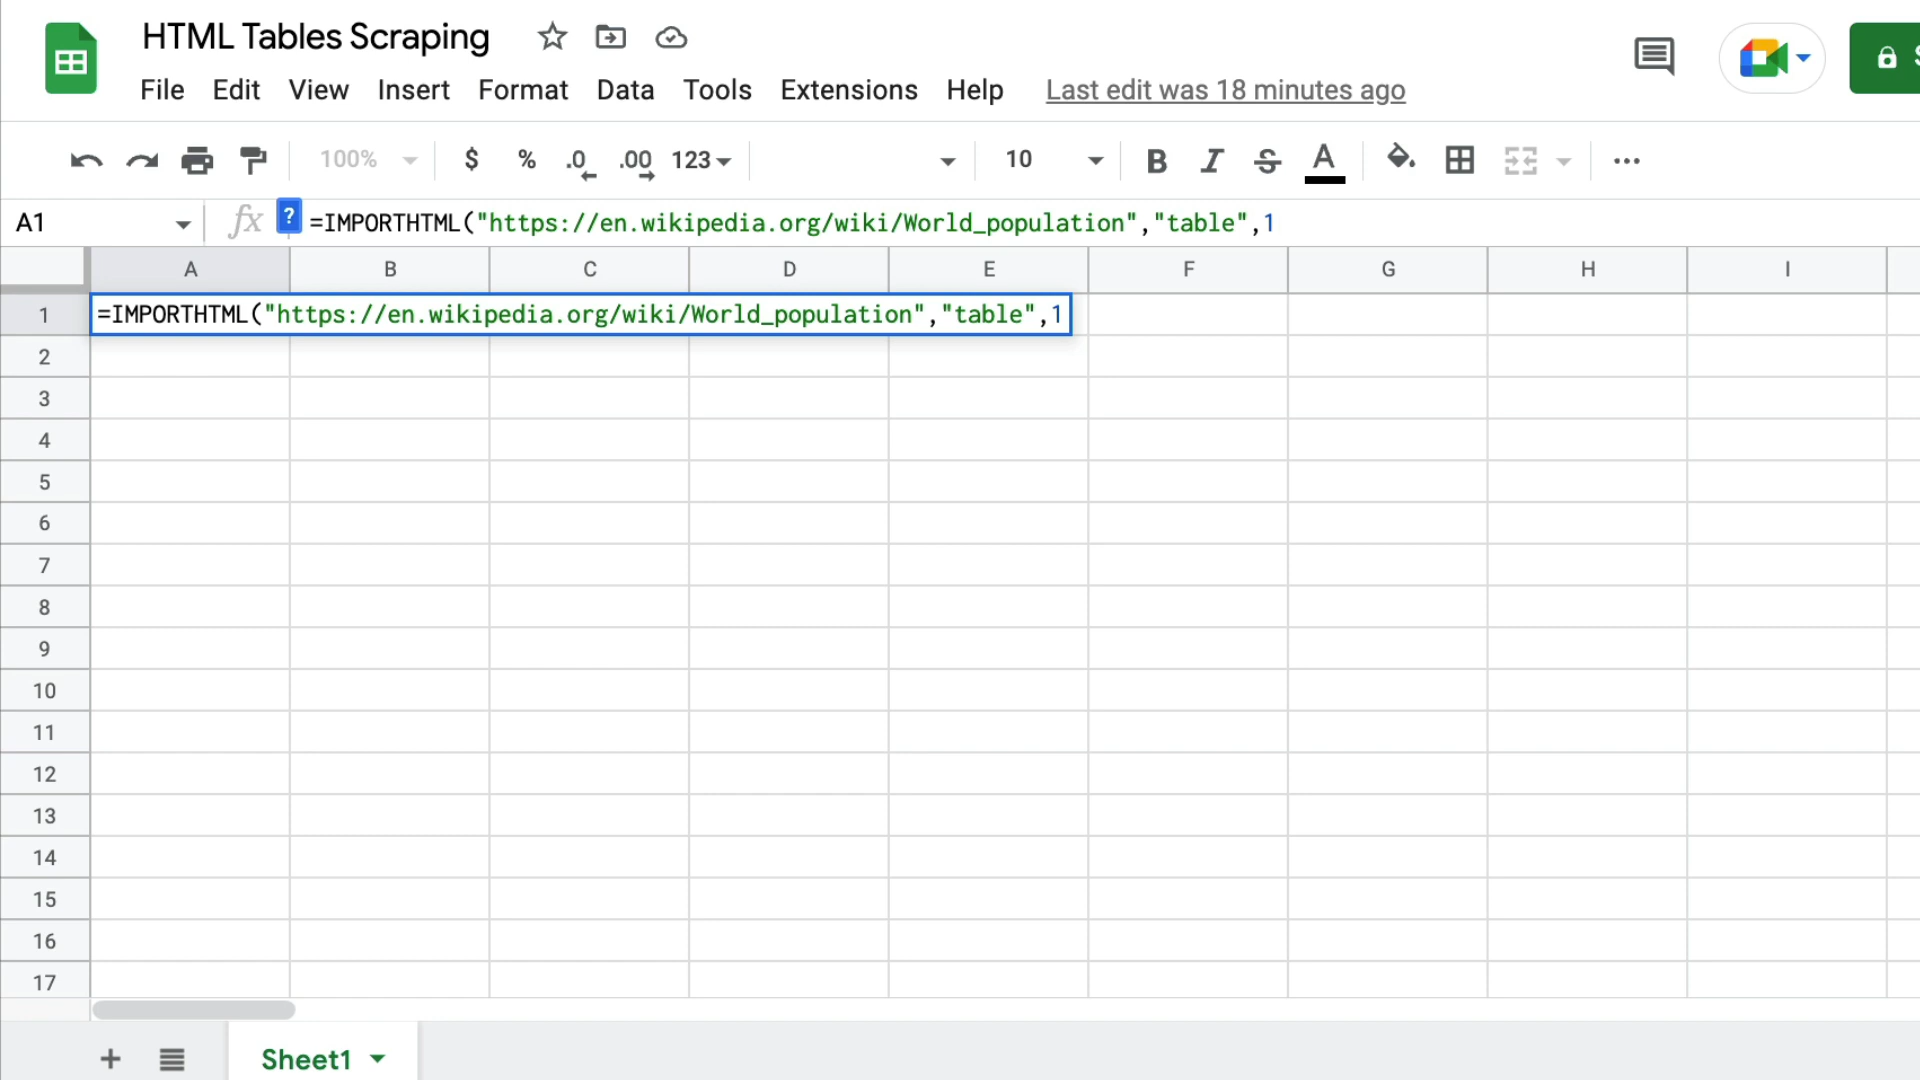 HTML Tables Scraping
File Edit View Insert Format Data Tools Extensions Help Last edit was 18 minutes ago
100% $ % .0 .00 123 10 B I S A
A1 fx ? =IMPORTHTML("https://en.wikipedia.org/wiki/World_population","table",1
A B C D E F G H I
1 =IMPORTHTML("https://en.wikipedia.org/wiki/World_population","table",1
2
3
4
5
6
7
8
9
10
11
12
13
14
15
16
17
Sheet1